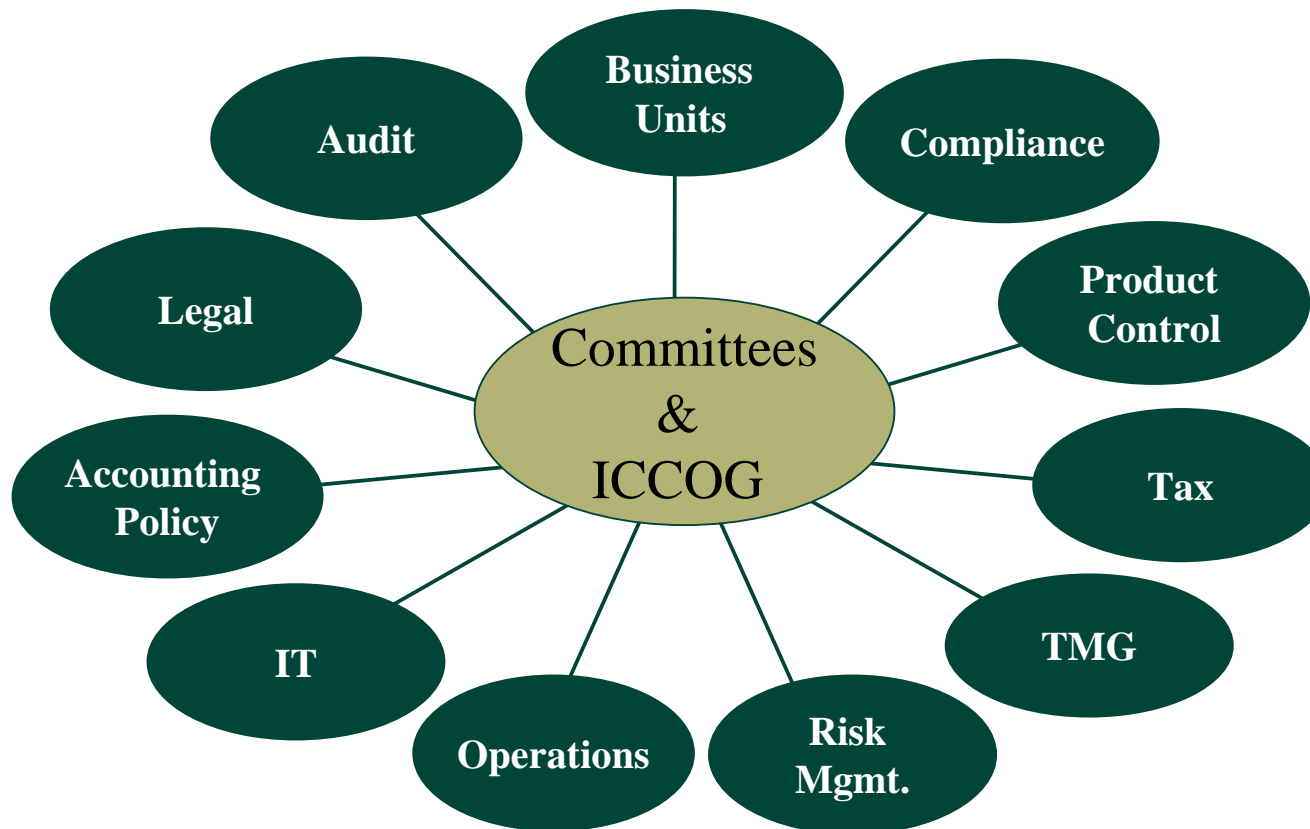 Business
Units
Audit
Compliance
Product
Control
Legal
Committees
&
ICCOG
Accounting
Policy
Tax
IT
TMG
Operations
Risk
Mgmt.